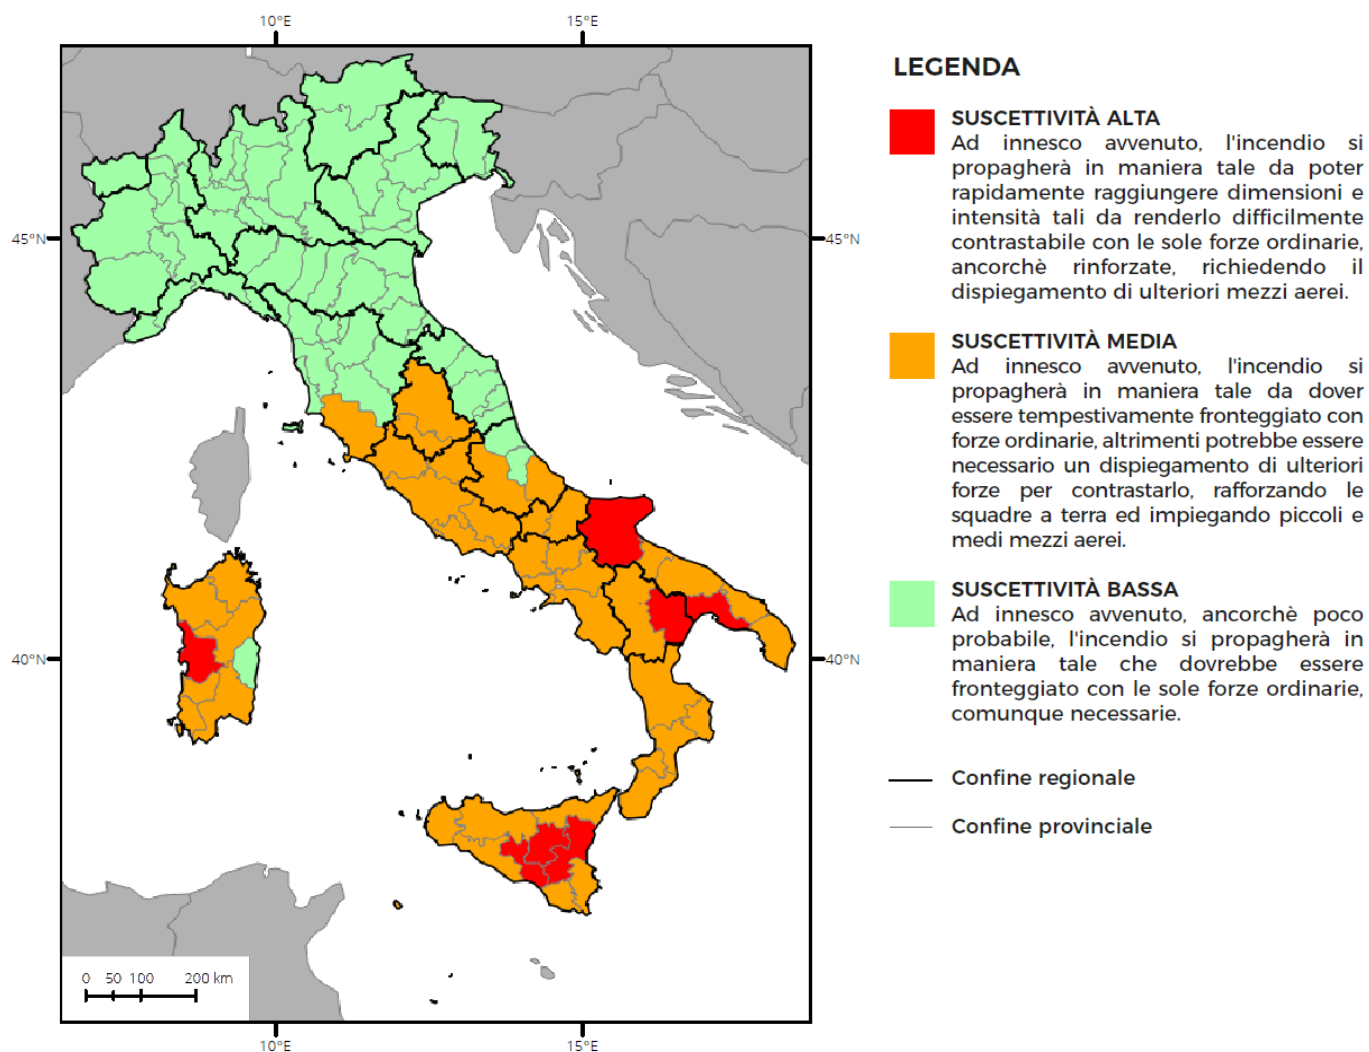 10°E 15°E
LEGENDA
SUSCETTIVITÀ ALTA
Ad innesco avvenuto, l'incendio si
propagherà in maniera tale da poter
rapidamente raggiungere dimensioni e
intensità tali da renderlo difficilmente
contrastabile con le sole forze ordinarie,
ancorchè rinforzate, richiedendo il
dispiegamento di ulteriori mezzi aerei.
45°N 45°N
SUSCETTIVITÀ MEDIA
Ad innesco avvenuto, l'incendio si
propagherà in maniera tale da dover
essere tempestivamente fronteggiato con
forze ordinarie, altrimenti potrebbe essere
necessario un dispiegamento di ulteriori
forze per contrastarlo, rafforzando le
squadre a terra ed impiegando piccoli e
medi mezzi aerei.
SUSCETTIVITÀ BASSA
Ad innesco avvenuto, ancorchè poco
probabile, l'incendio si propagherà in
maniera tale che dovrebbe essere
fronteggiato con le sole forze ordinarie,
comunque necessarie.
40°N 40°N
Confine regionale
Confine provinciale
0 50 100 200 km
10°E 15°E